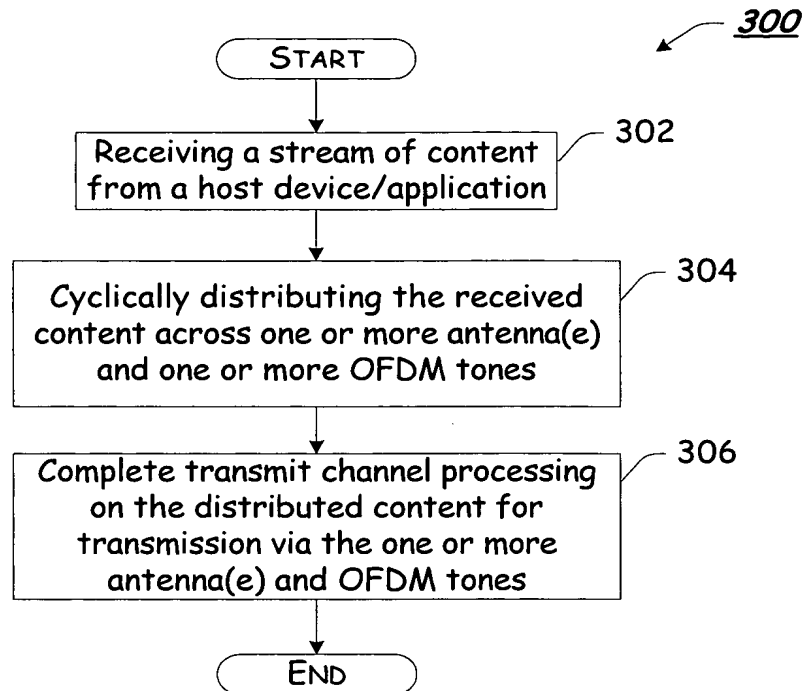 300
START
302
Receiving a stream of content
from a host device/application
304
Cyclically distributing the received
content across one or more antenna(e)
and one or more OFDM tones
306
Complete transmit channel processing
on the distributed content for
transmission via the one or more
antenna(e) and OFDM tones
END